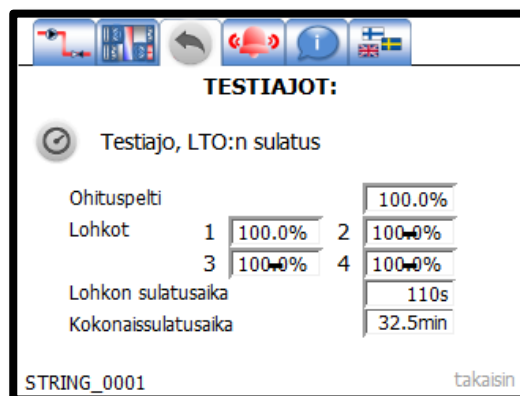 TESTIAJOT:
Testiajo, LTO:n sulatus
Ohituspelti 100.0%
Lohkot 1 100.0% 2 100.0%
3 100.0% 4 100.0%
Lohkon sulatusaika 110s
Kokonaissulatusaika 32.5min
STRING_0001 takaisin